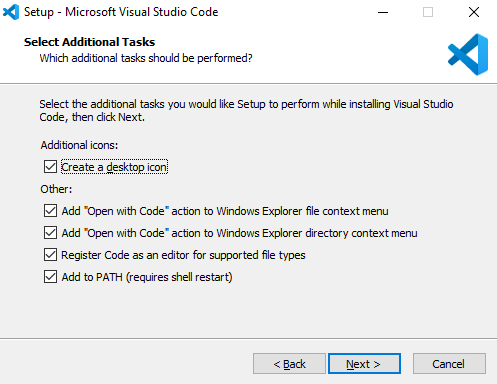 Setup - Microsoft Visual Studio Code
Select Additional Tasks
Which additional tasks should be performed?
Select the additional tasks you would like Setup to perform while installing Visual Studio
Code, then click Next.
Additional icons:
Create a desktop icon
Other:
Add "Open with Code" action to Windows Explorer file context menu
Add "Open with Code" action to Windows Explorer directory context menu
Register Code as an editor for supported file types
Add to PATH (requires shell restart)
< Back
Next >
Cancel